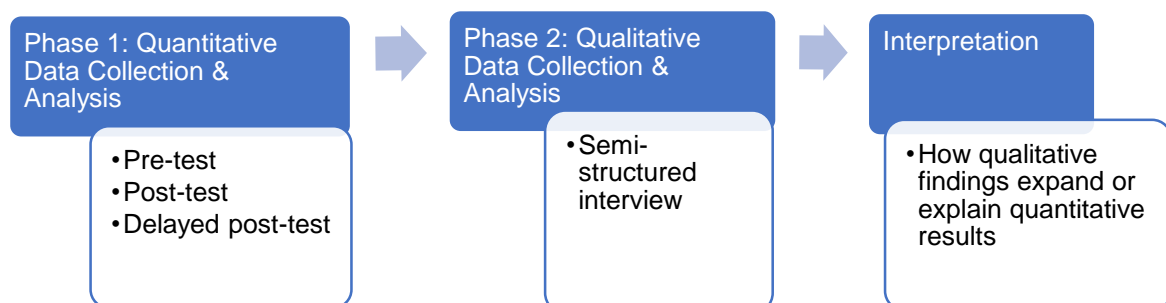 Phase 1: Quantitative
Data Collection &
Analysis
•Pre-test
•Post-test
•Delayed post-test
Phase 2: Qualitative
Data Collection &
Analysis
•Semi-
structured
interview
Interpretation
•How qualitative
findings expand or
explain quantitative
results